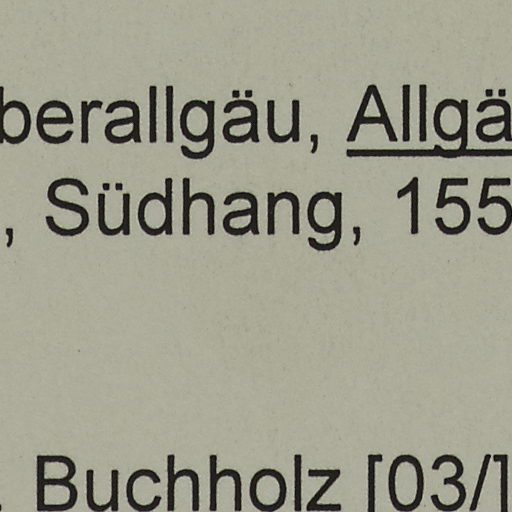 berallgäu, Allgä
, Südhang, 155
. Buchholz [03/]